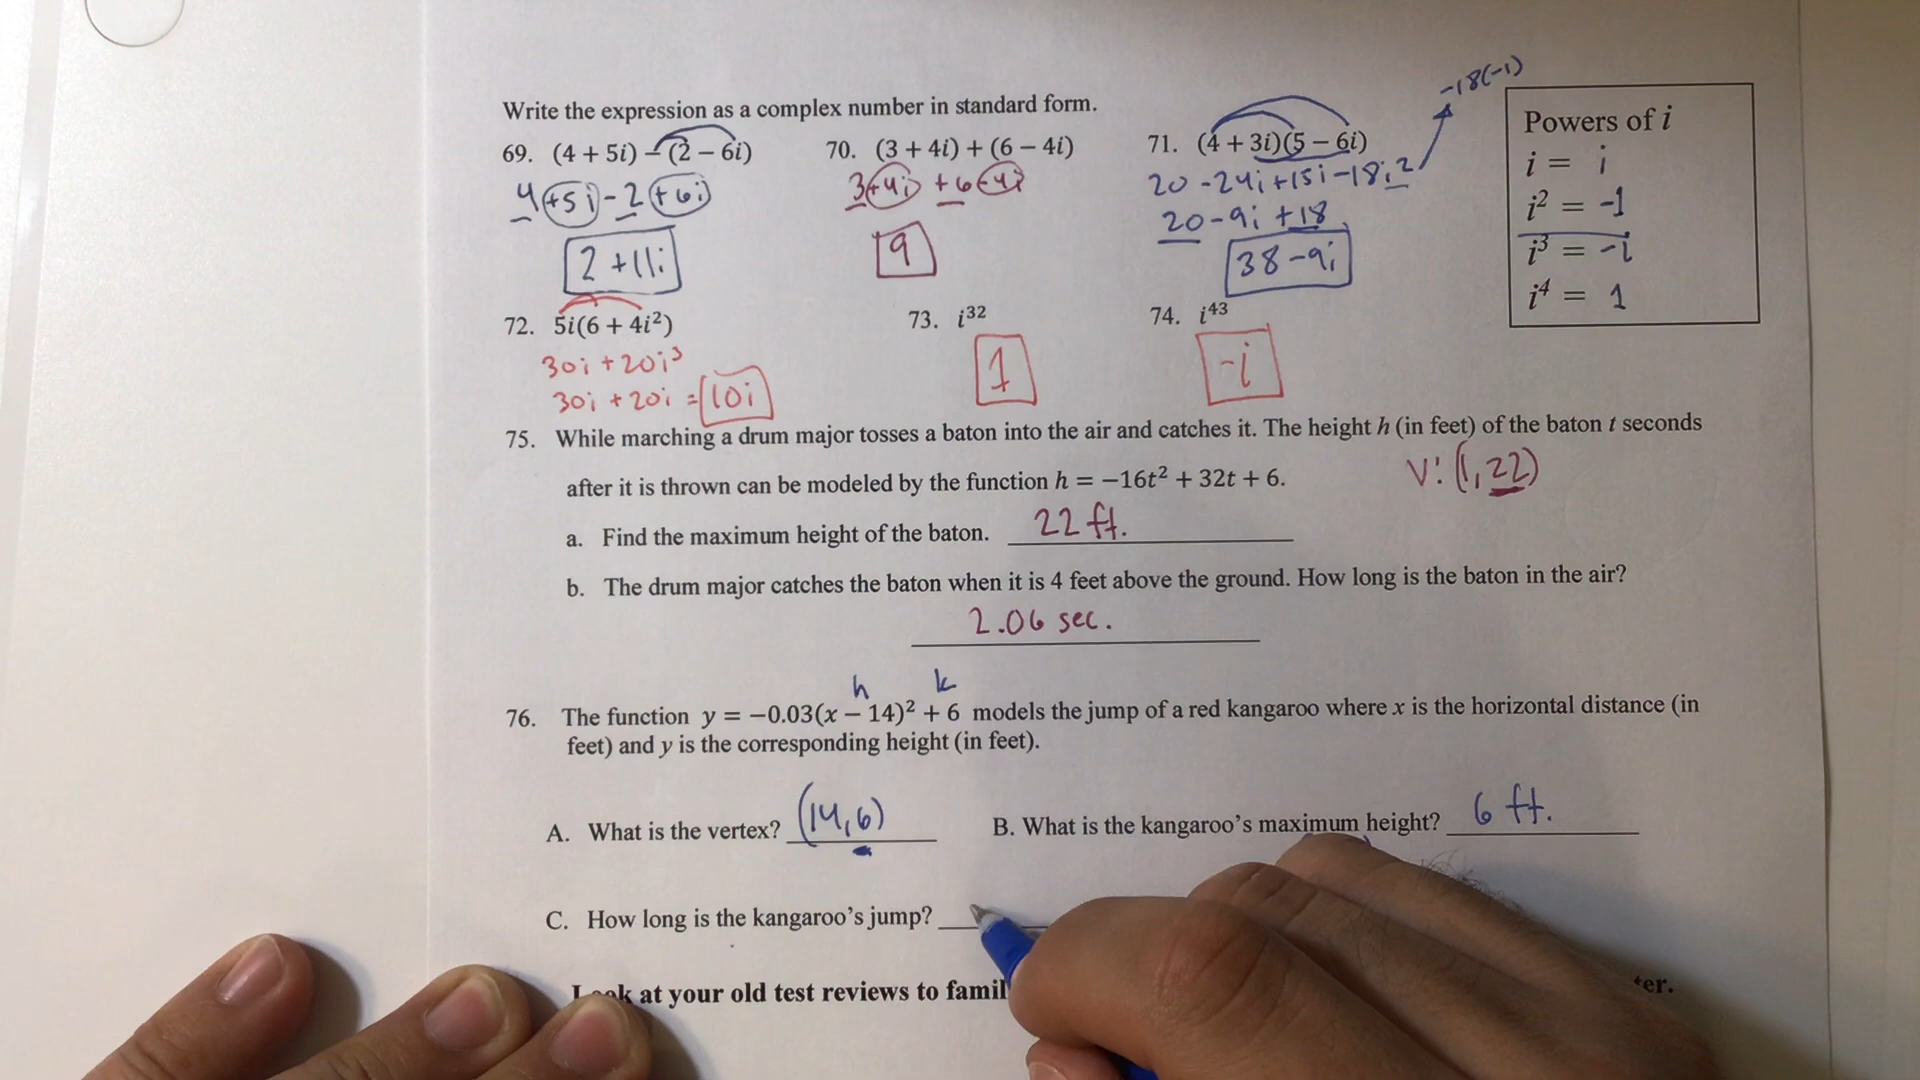 -18(-1)
Write the expression as a complex number in standard form.
69. (4 + 5i) − (2 − 6i) 70. (3 + 4i) + (6 − 4i) 71. (4 + 3i)(5 − 6i)
4+5i-2+6i 3+4i +6-4i 20-24i+15i-18i²
20-9i+18
2+11i 9 38-9i
Powers of i
i = i
i² = -1
i³ = -i
i⁴ = 1
72. 5i(6 + 4i²) 73. i³² 74. i⁴³
30i +20i³ 1 -i
30i +20i = 10i
75. While marching a drum major tosses a baton into the air and catches it. The height h (in feet) of the baton t seconds
after it is thrown can be modeled by the function h = −16t² + 32t + 6. V: (1,22)
a. Find the maximum height of the baton. 22 ft.
b. The drum major catches the baton when it is 4 feet above the ground. How long is the baton in the air?
2.06 sec.
h k
76. The function y = −0.03(x − 14)² + 6 models the jump of a red kangaroo where x is the horizontal distance (in
feet) and y is the corresponding height (in feet).
A. What is the vertex? (14,6) B. What is the kangaroo's maximum height? 6 ft.
C. How long is the kangaroo's jump?
at your old test reviews to